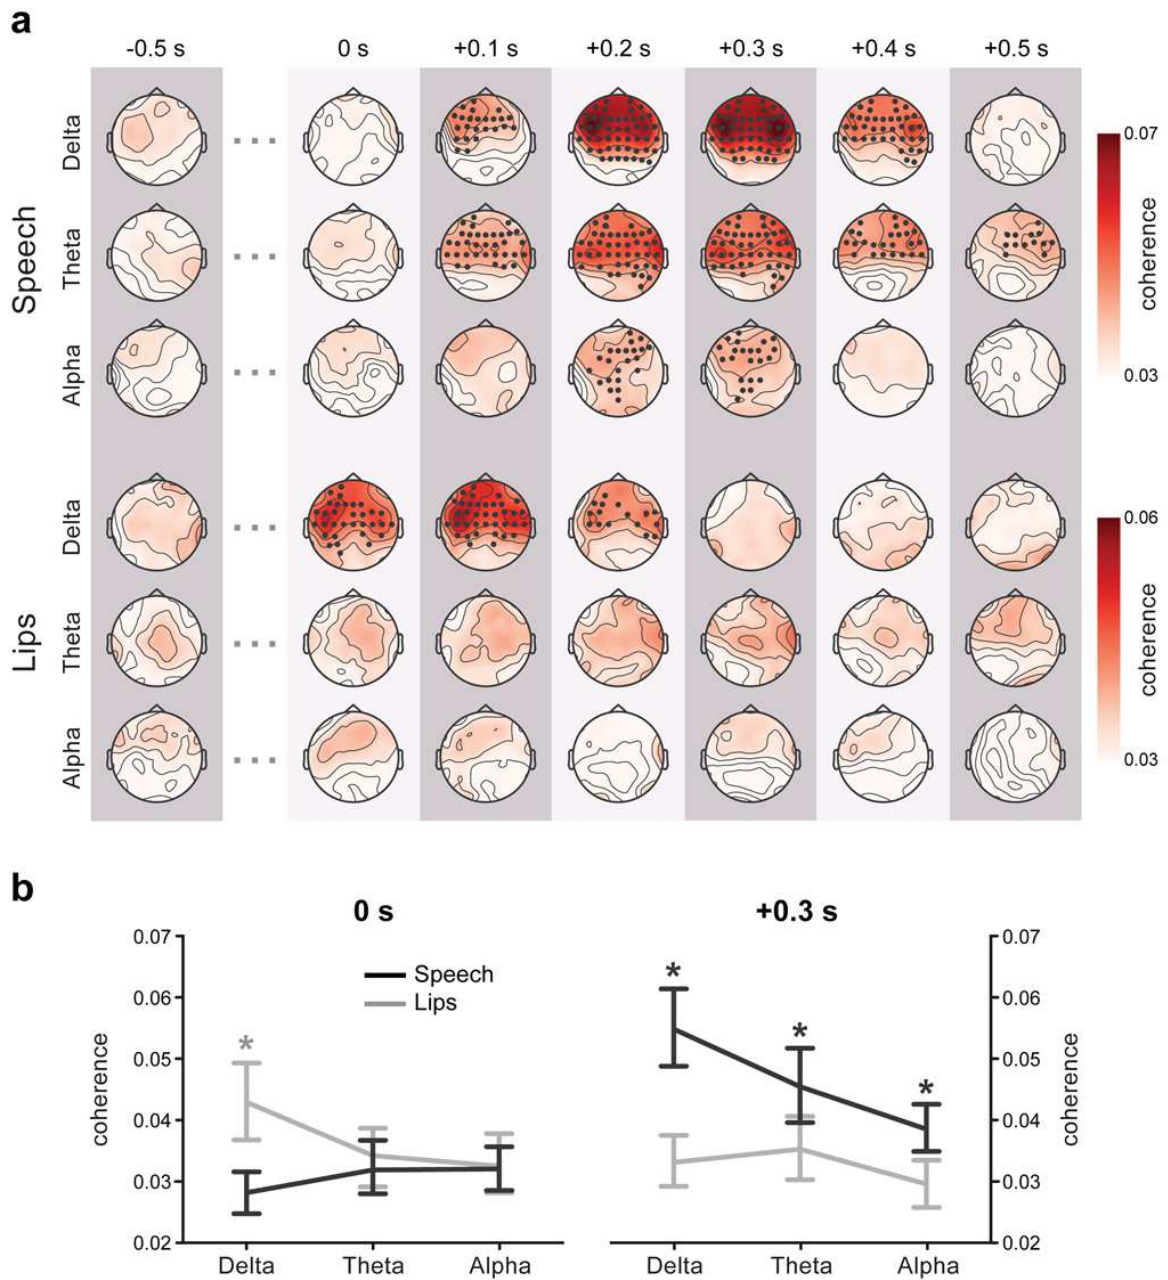 a
-0.5 s 0 s +0.1 s +0.2 s +0.3 s +0.4 s +0.5 s
Speech
Delta
Theta
Alpha
0.07
coherence
0.03
Lips
Delta
Theta
Alpha
0.06
coherence
0.03
b
0 s
+0.3 s
Speech
Lips
coherence
0.07
0.06
0.05
0.04
0.03
0.02
* * * *
0.07
0.06
0.05
0.04
0.03
0.02
coherence
Delta Theta Alpha Delta Theta Alpha